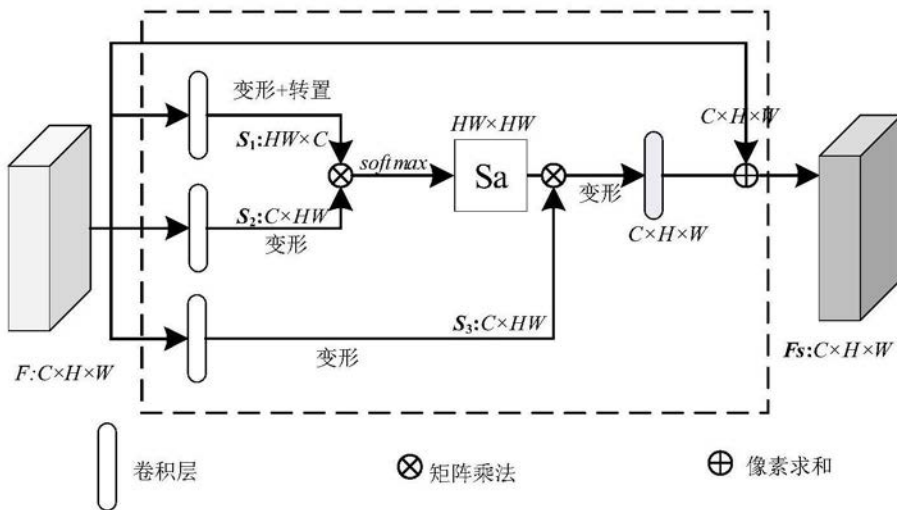 变形+转置
C×H×W
S₁:HW×C
HW×HW
softmax
Sa
S₂:C×HW
变形
变形
C×H×W
S₃:C×HW
变形
F:C×H×W
Fs:C×H×W
卷积层
矩阵乘法
像素求和